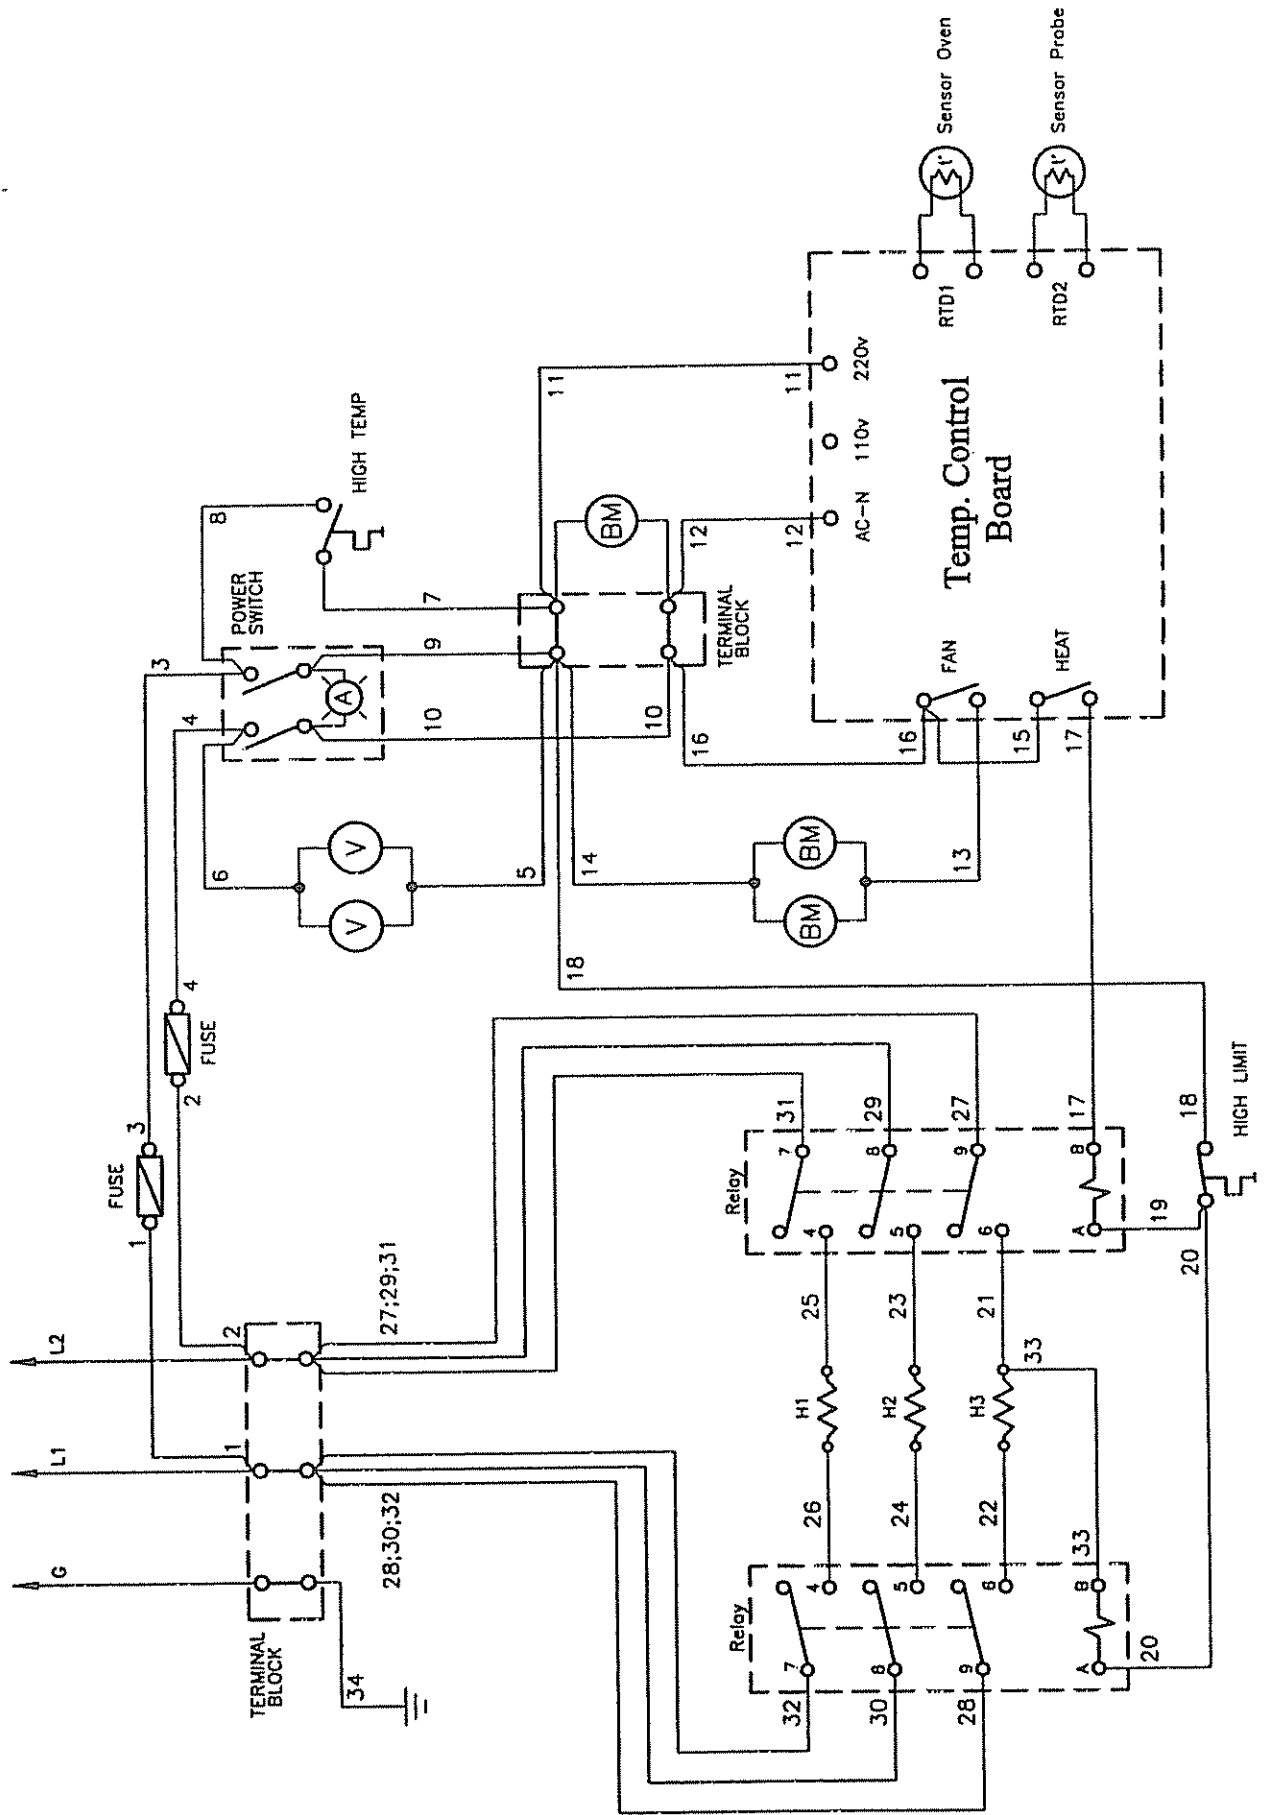 G
L1
L2
TERMINAL
BLOCK
1
2
34
28;30;32
27;29;31
1
FUSE
3
2
FUSE
4
3
4
POWER
SWITCH
8
6
A
9
10
7
HIGH TEMP
V
V
5
14
18
TERMINAL
BLOCK
10
16
BM
11
12
BM
BM
13
11
12
220v
110v
AC-N
Temp. Control
Board
FAN
HEAT
16
15
17
RTD1
RTD2
Sensor Oven
t°
Sensor Probe
t°
Relay
32
7
4
30
8
5
28
9
6
A
B
20
33
26
H1
25
24
H2
23
22
H3
21
33
Relay
4
7
31
5
8
29
6
9
27
A
B
17
19
20
18
HIGH LIMIT